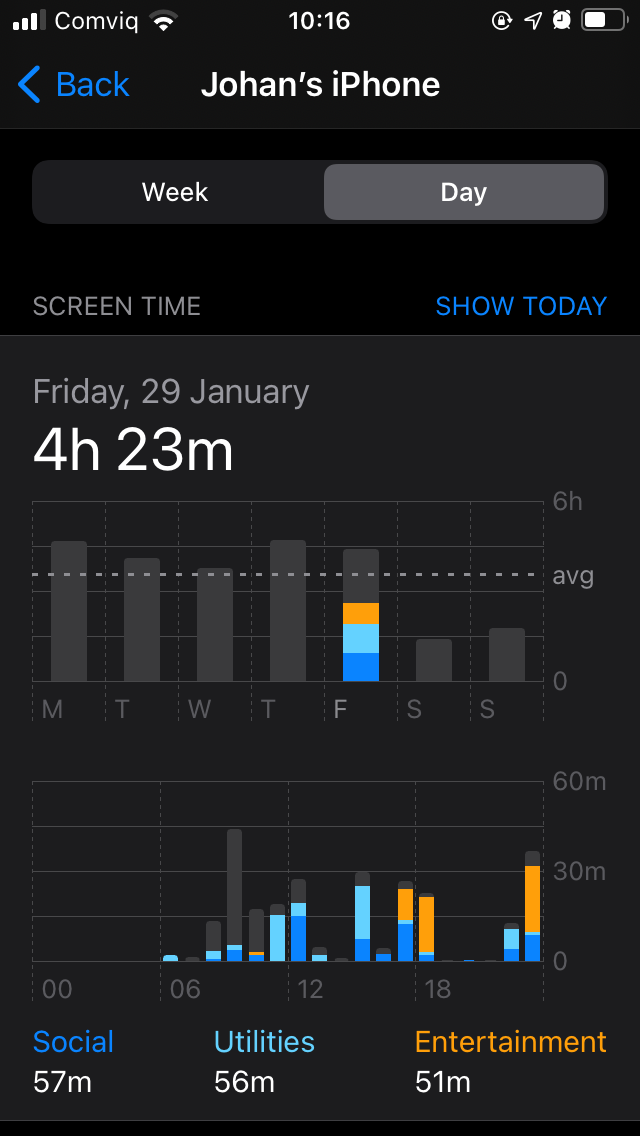 Comviq 10:16
Back Johan’s iPhone
Week Day
SCREEN TIME SHOW TODAY
Friday, 29 January
4h 23m
6h
avg
0
M T W T F S S
60m
30m
0
00 06 12 18
Social Utilities Entertainment
57m 56m 51m